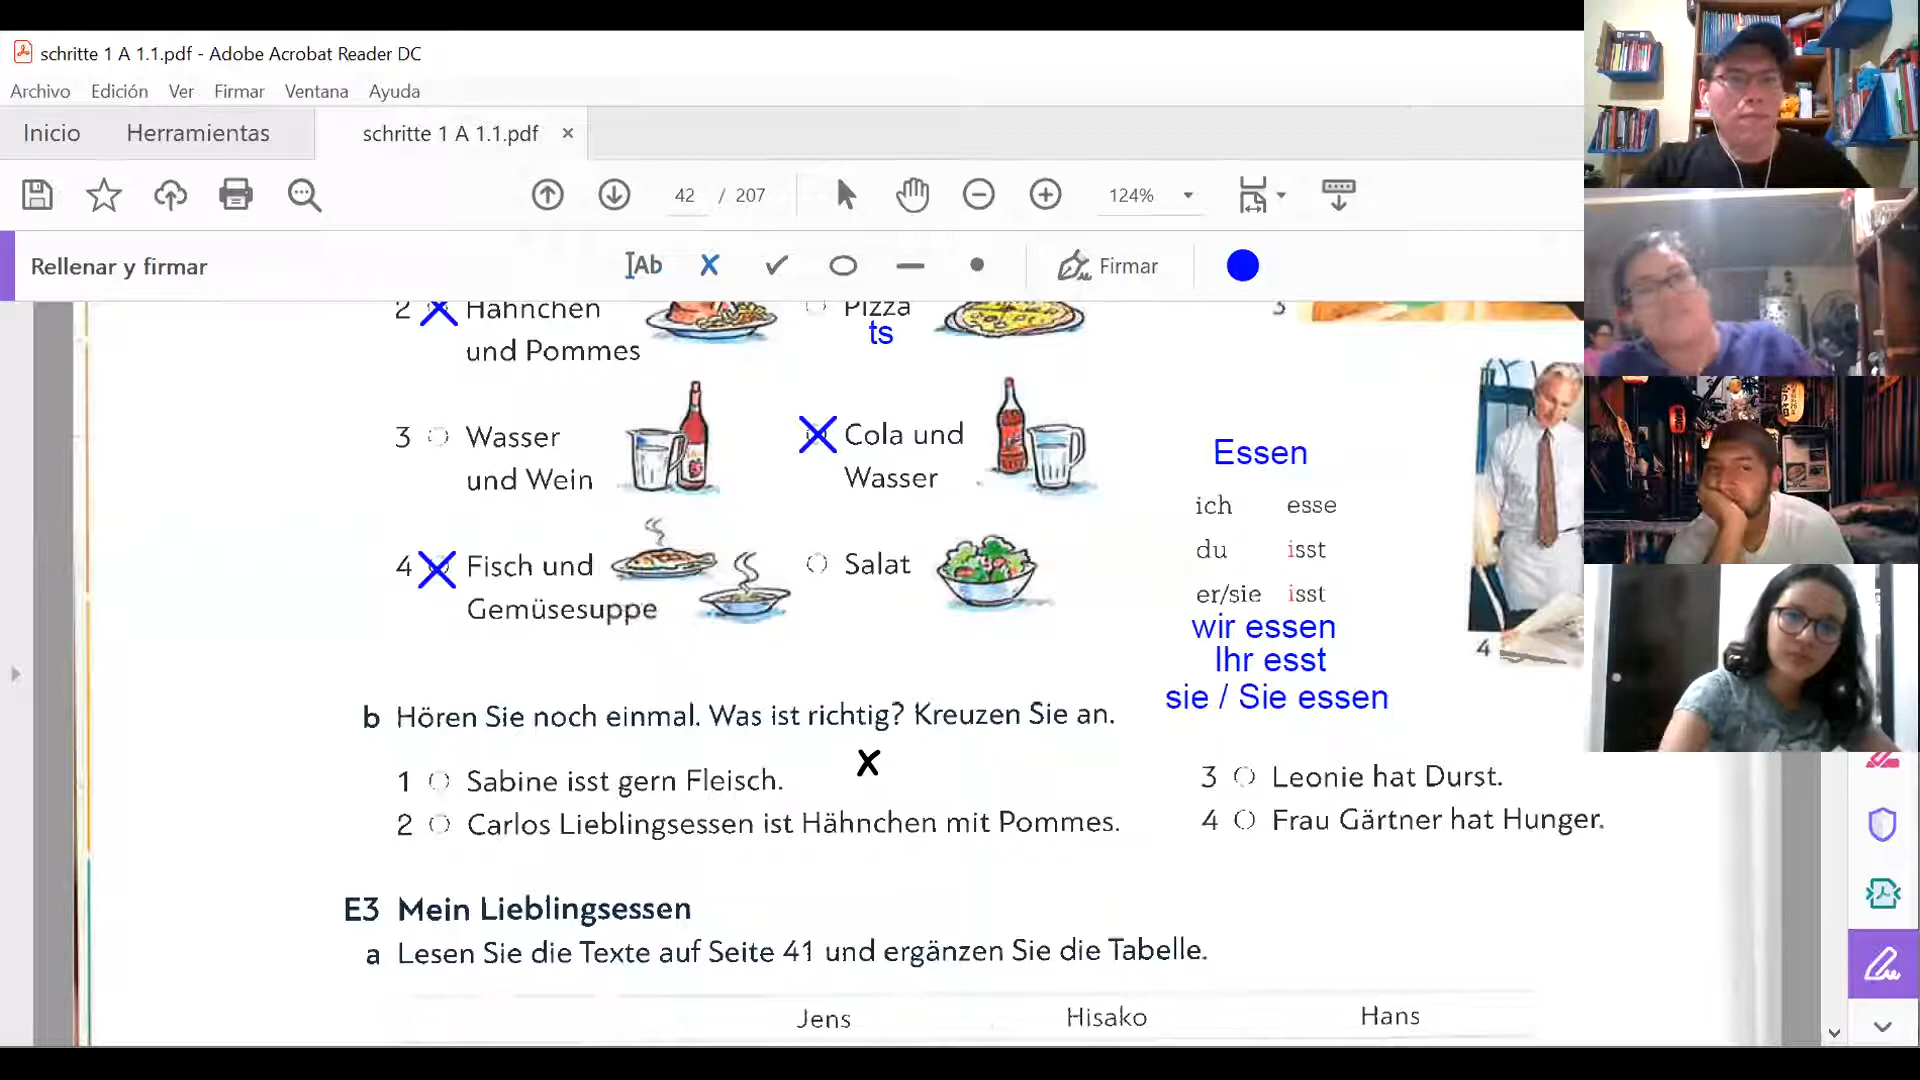 schritte 1 A 1.1.pdf - Adobe Acrobat Reader DC
Archivo Edición Ver Firmar Ventana Ayuda
Inicio Herramientas schritte 1 A 1.1.pdf ×
42 / 207 124%
Rellenar y firmar Ab Firmar
2 Hähnchen Pizza 3
ts
und Pommes
3 Wasser Cola und
und Wein Wasser
Essen
ich esse
du isst
er/sie isst
wir essen
Ihr esst
sie / Sie essen
4 Fisch und Salat
Gemüsesuppe
4
b Hören Sie noch einmal. Was ist richtig? Kreuzen Sie an.
x
1 Sabine isst gern Fleisch.
2 Carlos Lieblingsessen ist Hähnchen mit Pommes.
3 Leonie hat Durst.
4 Frau Gärtner hat Hunger.
E3 Mein Lieblingsessen
a Lesen Sie die Texte auf Seite 41 und ergänzen Sie die Tabelle.
Jens Hisako Hans